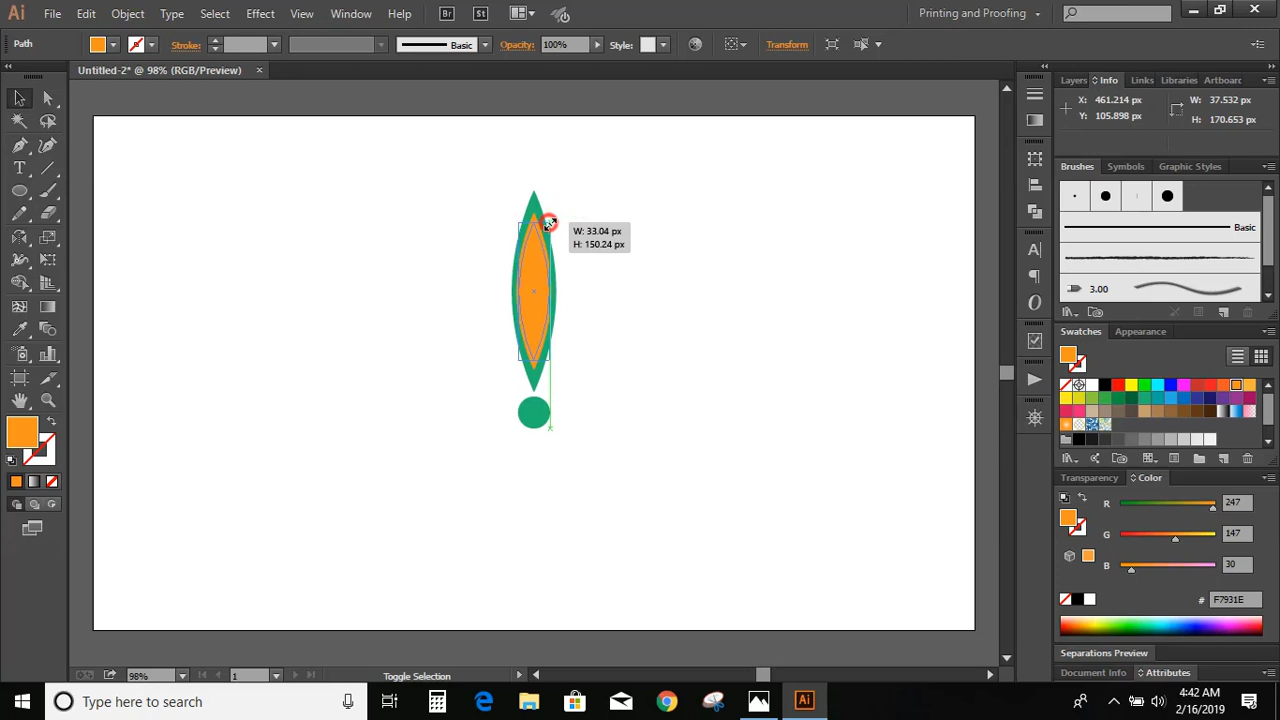 Ai
File Edit Object Type Select Effect View Window Help Br St Printing and Proofing
Path Stroke: Basic Opacity: 100% Style: Transform
Untitled-2* @ 98% (RGB/Preview)
Layers Info Links Libraries Artboard
X: 461.214 px
Y: 105.898 px
W: 37.532 px
H: 170.653 px
Brushes Symbols Graphic Styles
Basic
3.00
W: 33.04 px
H: 150.24 px
Swatches Appearance
Transparency Color
R 247
G 147
B 30
# F7931E
Separations Preview
Document Info Attributes
98% 1 Toggle Selection
Type here to search
Ai
4:42 AM
2/16/2019